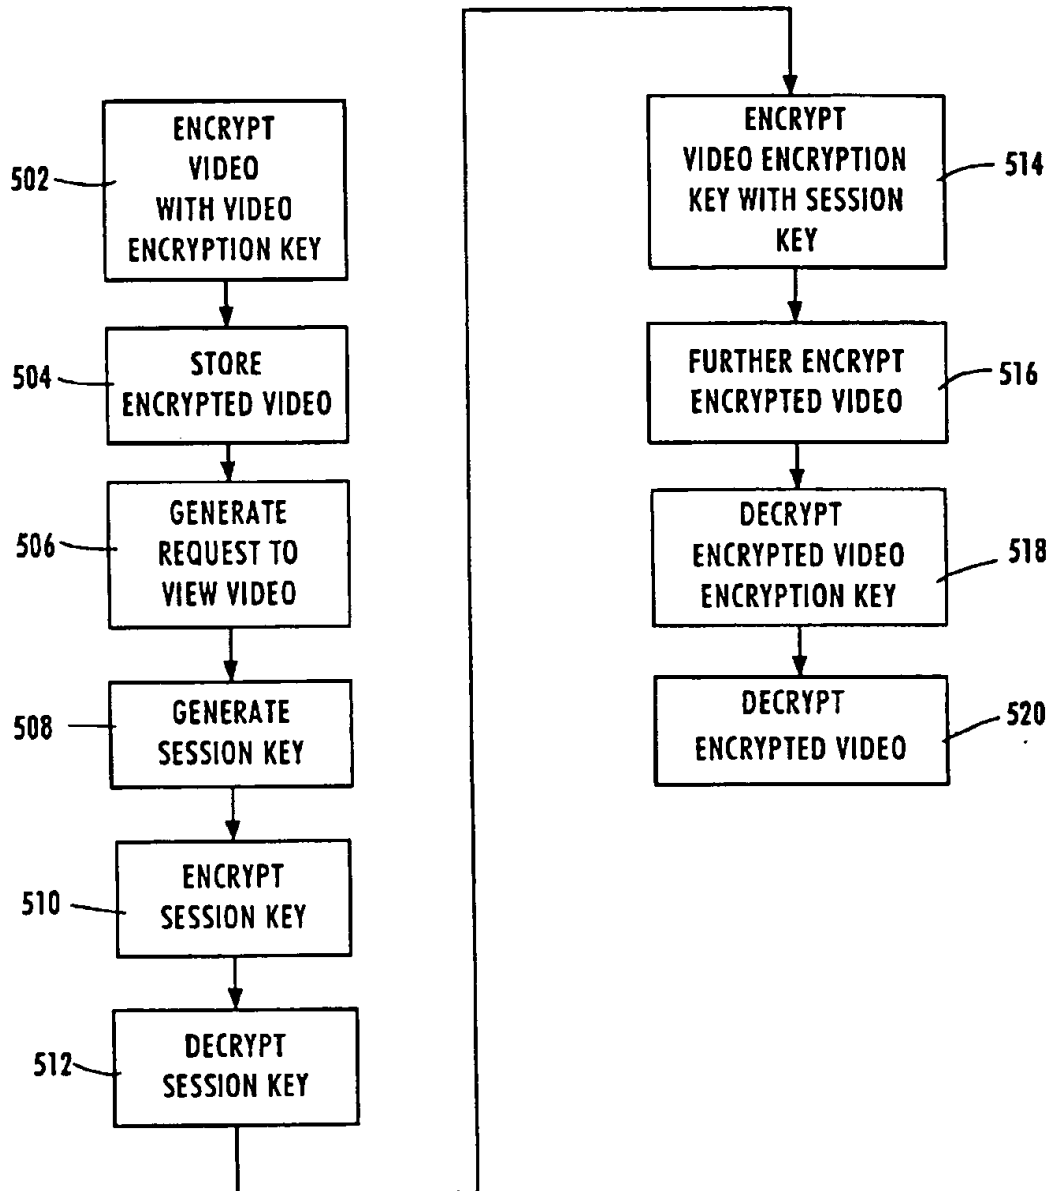 502
ENCRYPT
VIDEO
WITH VIDEO
ENCRYPTION KEY
504
STORE
ENCRYPTED VIDEO
506
GENERATE
REQUEST TO
VIEW VIDEO
508
GENERATE
SESSION KEY
510
ENCRYPT
SESSION KEY
512
DECRYPT
SESSION KEY
ENCRYPT
VIDEO ENCRYPTION
KEY WITH SESSION
KEY
514
FURTHER ENCRYPT
ENCRYPTED VIDEO
516
DECRYPT
ENCRYPTED VIDEO
ENCRYPTION KEY
518
DECRYPT
ENCRYPTED VIDEO
520